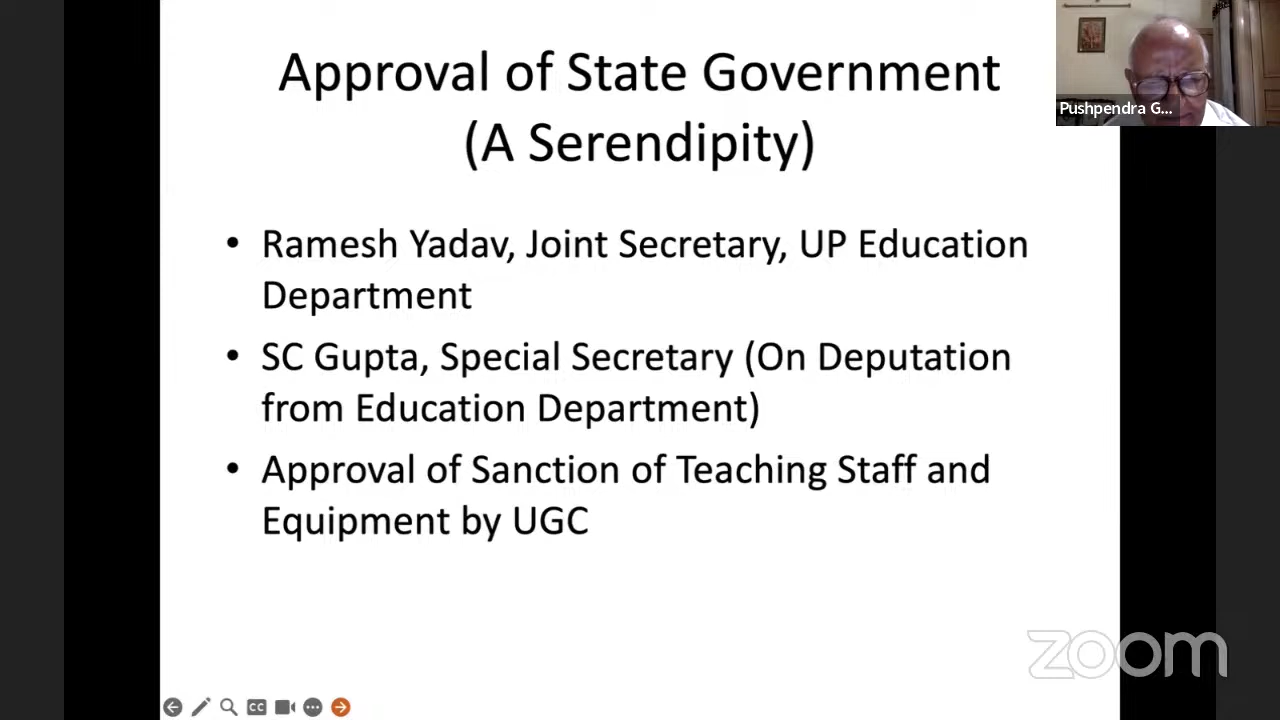 Approval of State Government
(A Serendipity)
Pushpendra G...
• Ramesh Yadav, Joint Secretary, UP Education
Department
• SC Gupta, Special Secretary (On Deputation
from Education Department)
• Approval of Sanction of Teaching Staff and
Equipment by UGC
zoom
CC